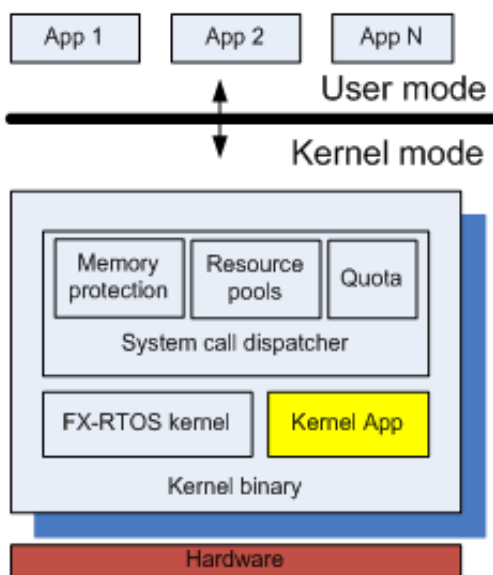 App 1
App 2
App N
User mode
Kernel mode
Memory
protection
Resource
pools
Quota
System call dispatcher
FX-RTOS kernel
Kernel App
Kernel binary
Hardware